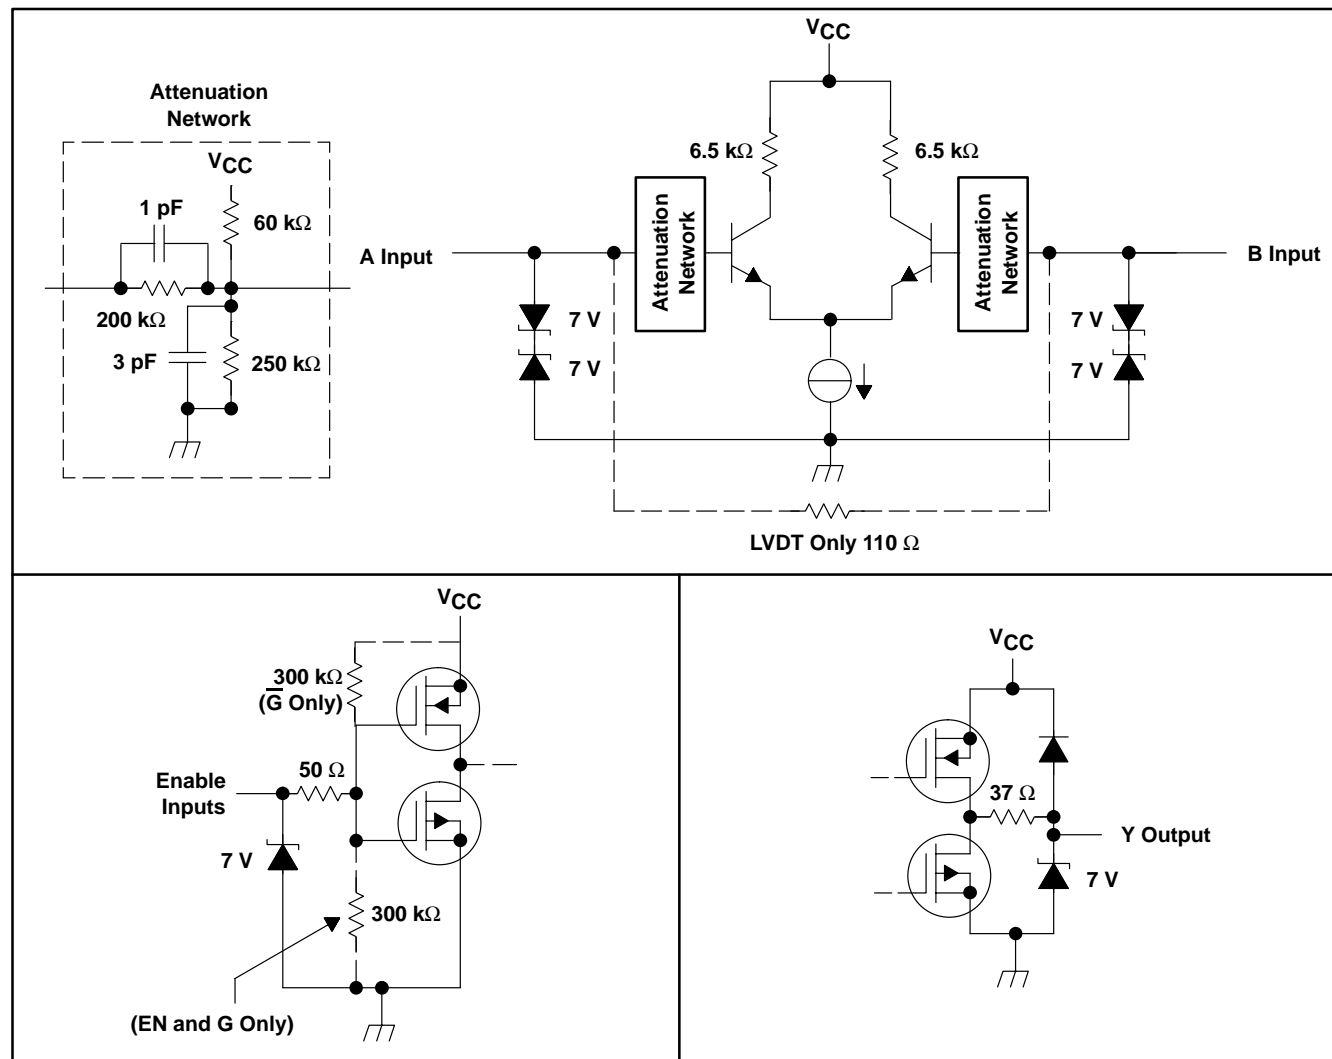 VCC
Attenuation
Network
VCC
1 pF
60 kΩ
200 kΩ
3 pF
250 kΩ
6.5 kΩ
6.5 kΩ
A Input
Attenuation
Network
Attenuation
Network
B Input
7 V
7 V
7 V
7 V
LVDT Only 110 Ω
VCC
300 kΩ
(G̅ Only)
50 Ω
Enable
Inputs
7 V
300 kΩ
(EN and G Only)
VCC
37 Ω
Y Output
7 V